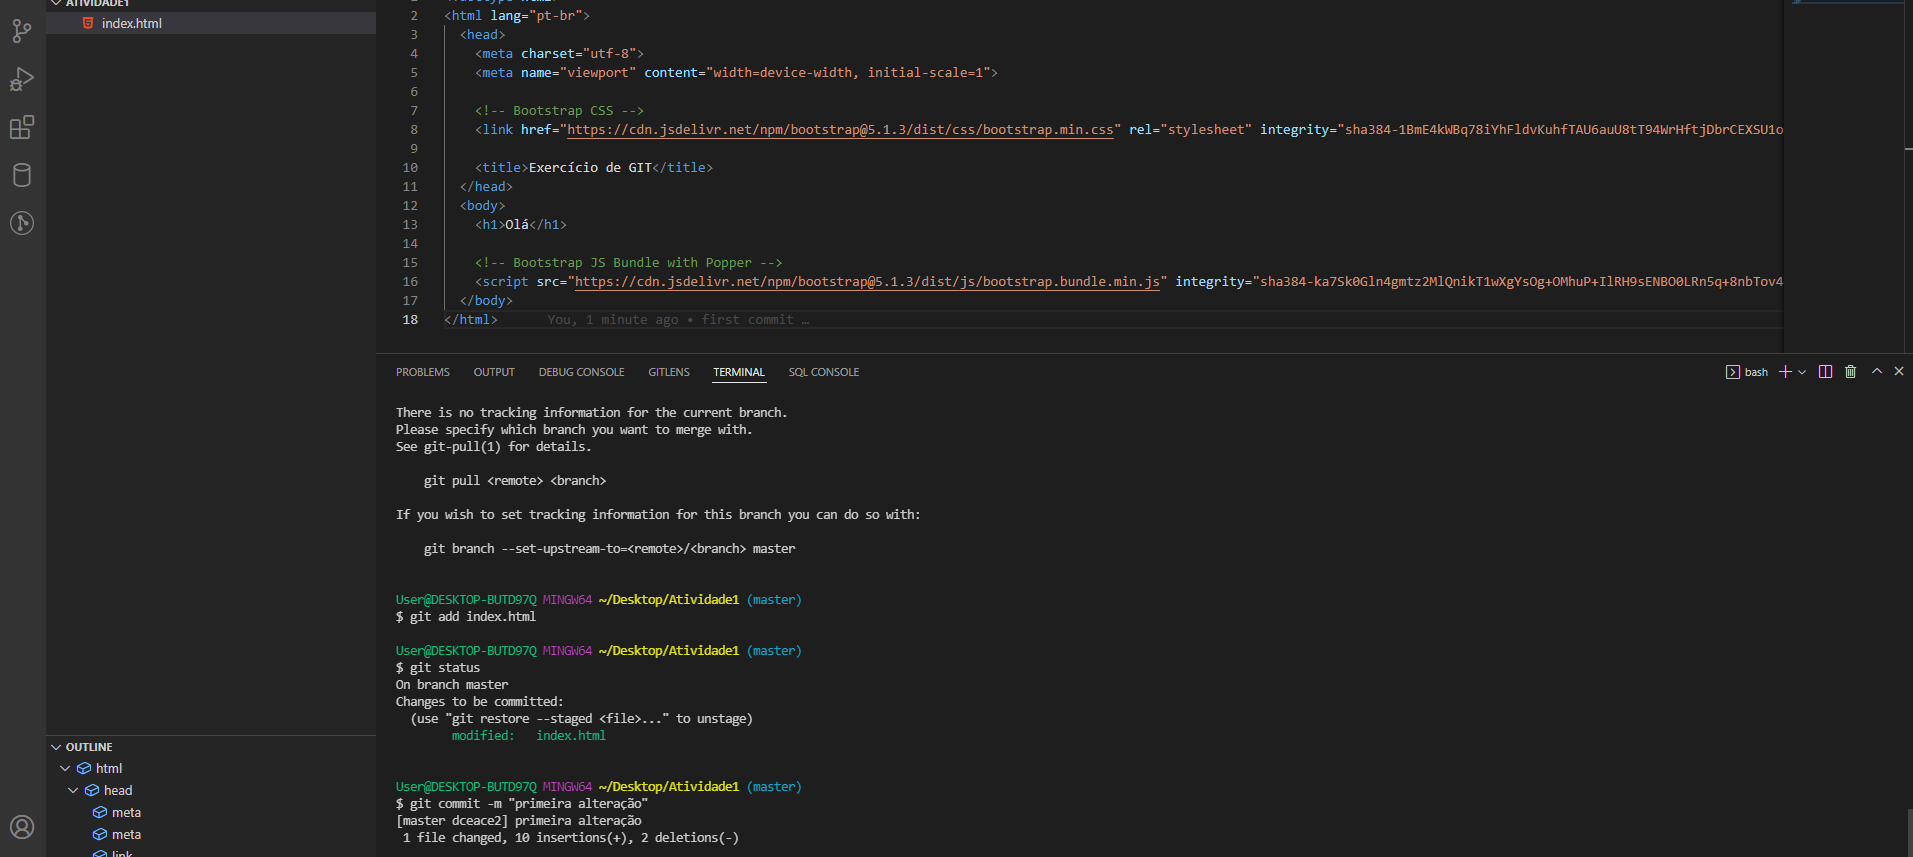 ATIVIDADE1
index.html
2 <html lang="pt-br">
3 <head>
4 <meta charset="utf-8">
5 <meta name="viewport" content="width=device-width, initial-scale=1">
6
7 <!-- Bootstrap CSS -->
8 <link href="https://cdn.jsdelivr.net/npm/bootstrap@5.1.3/dist/css/bootstrap.min.css" rel="stylesheet" integrity="sha384-1BmE4kWBq78iYhFldvKuhfTAU6auU8tT94WrHftjDbrCEXSU1o
9
10 <title>Exercício de GIT</title>
11 </head>
12 <body>
13 <h1>Olá</h1>
14
15 <!-- Bootstrap JS Bundle with Popper -->
16 <script src="https://cdn.jsdelivr.net/npm/bootstrap@5.1.3/dist/js/bootstrap.bundle.min.js" integrity="sha384-ka7Sk0Gln4gmtz2MlQnikT1wXgYsOg+OMhuP+IlRH9sENBO0LRn5q+8nbTov4
17 </body>
18 </html> You, 1 minute ago • first commit …
PROBLEMS OUTPUT DEBUG CONSOLE GITLENS TERMINAL SQL CONSOLE bash
There is no tracking information for the current branch.
Please specify which branch you want to merge with.
See git-pull(1) for details.
git pull <remote> <branch>
If you wish to set tracking information for this branch you can do so with:
git branch --set-upstream-to=<remote>/<branch> master
User@DESKTOP-BUTD97Q MINGW64 ~/Desktop/Atividade1 (master)
$ git add index.html
User@DESKTOP-BUTD97Q MINGW64 ~/Desktop/Atividade1 (master)
$ git status
On branch master
Changes to be committed:
(use "git restore --staged <file>..." to unstage)
modified: index.html
User@DESKTOP-BUTD97Q MINGW64 ~/Desktop/Atividade1 (master)
$ git commit -m "primeira alteração"
[master dceace2] primeira alteração
1 file changed, 10 insertions(+), 2 deletions(-)
OUTLINE
html
head
meta
meta
link